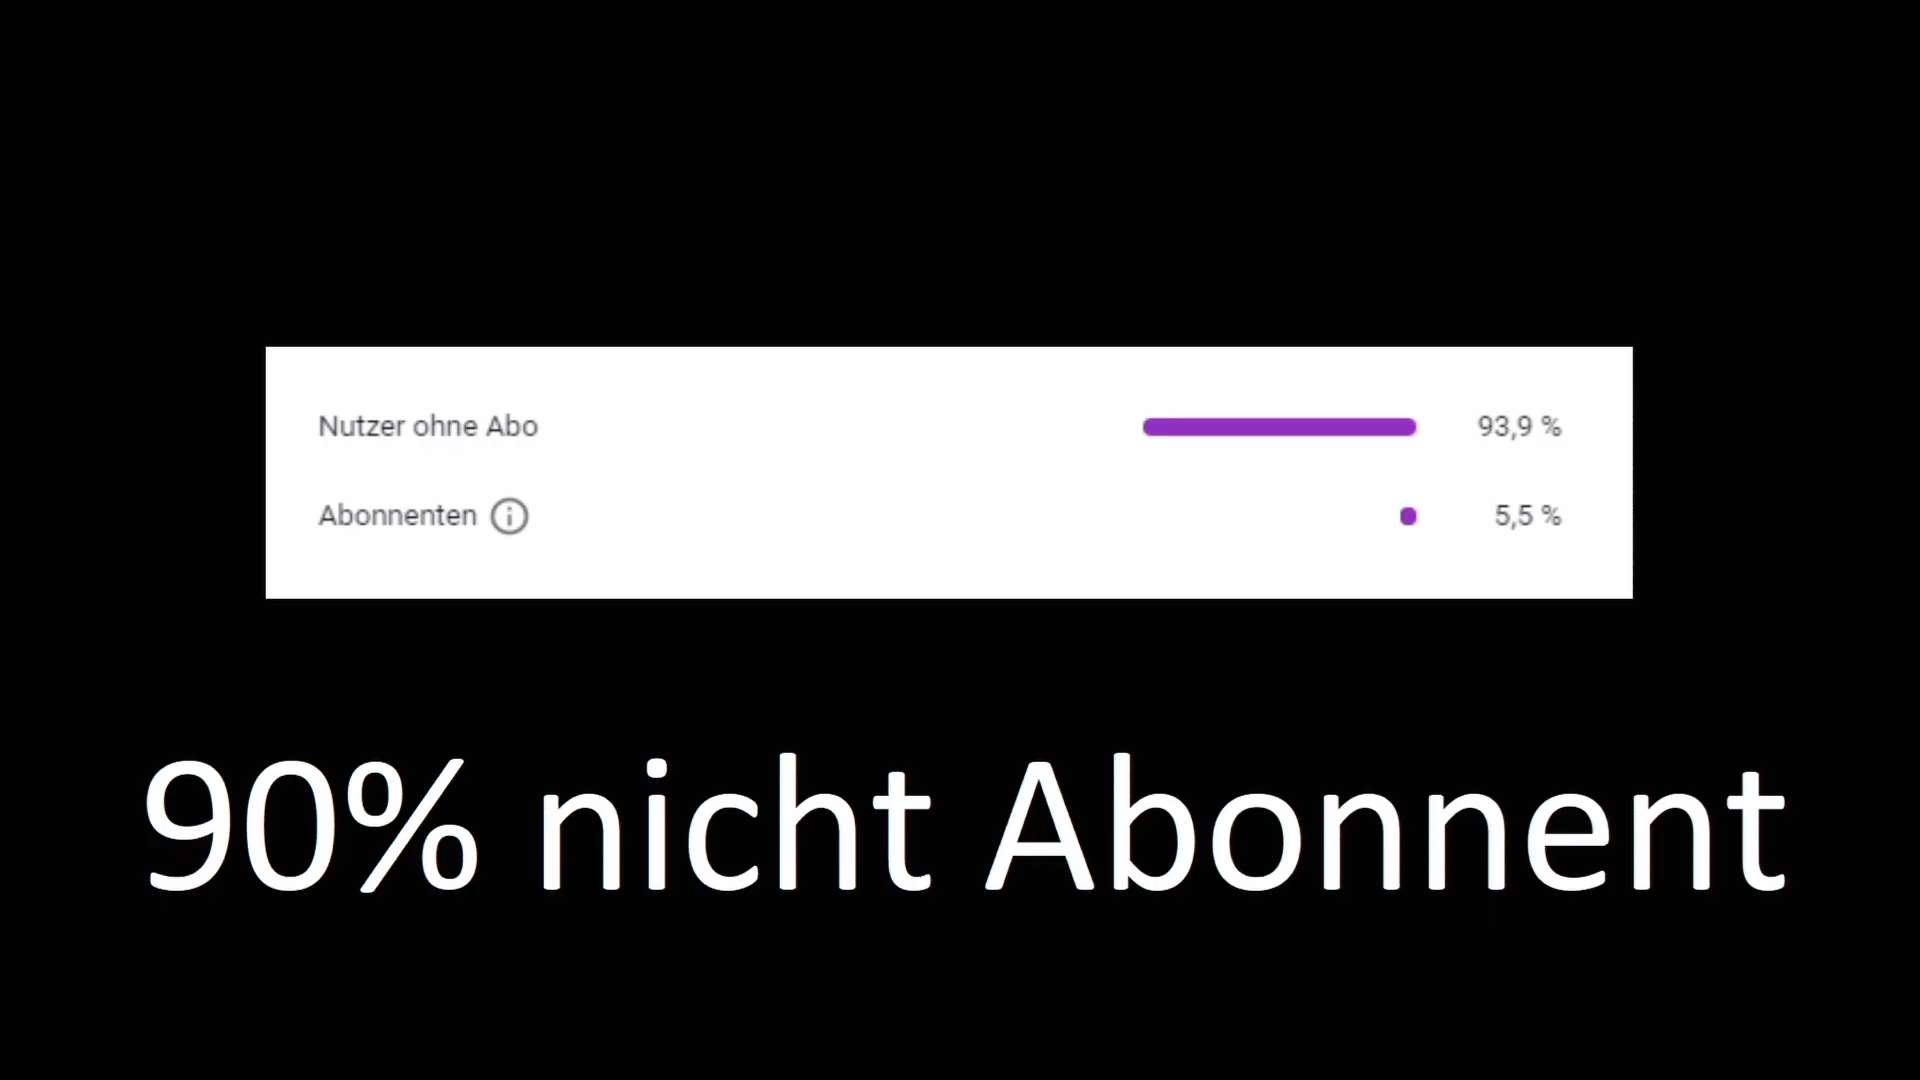 Nutzer ohne Abo 93,9 %
Abonnenten 5,5 %
90% nicht Abonnent